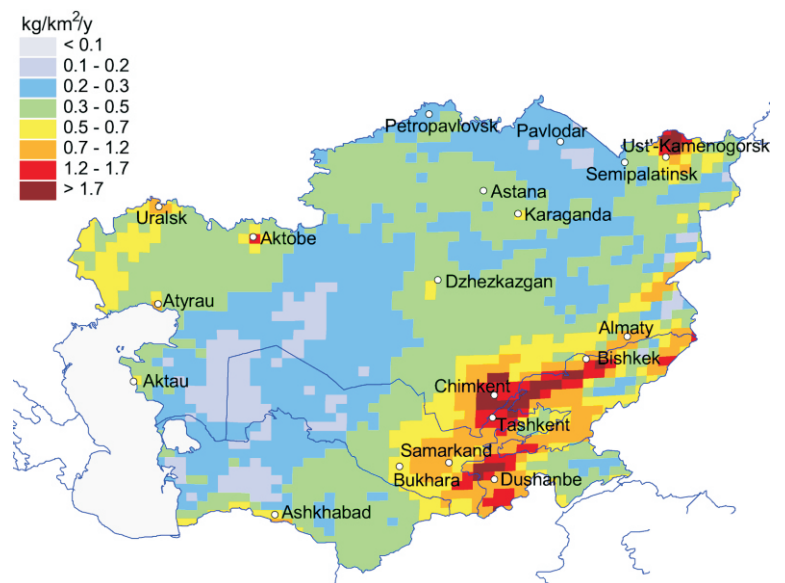 kg/km²/y
< 0.1
0.1 - 0.2
0.2 - 0.3
0.3 - 0.5
0.5 - 0.7
0.7 - 1.2
1.2 - 1.7
> 1.7
Petropavlovsk
Pavlodar
Ust'-Kamenogorsk
Semipalatinsk
Astana
Karaganda
Uralsk
Aktobe
Dzhezkazgan
Atyrau
Almaty
Bishkek
Aktau
Chimkent
Tashkent
Samarkand
Bukhara
Dushanbe
Ashkhabad